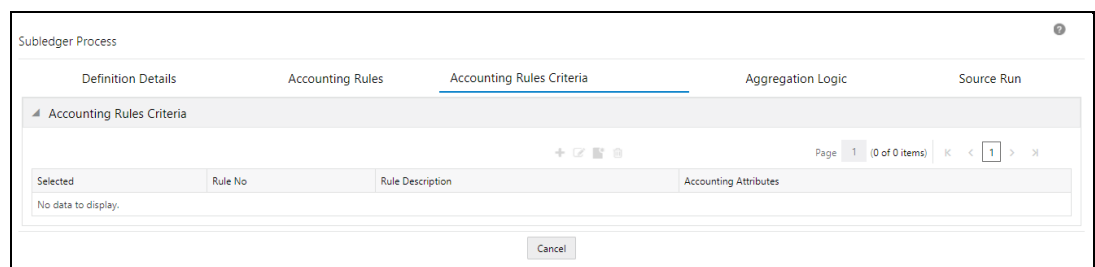 Subledger Process
?
Definition Details Accounting Rules Accounting Rules Criteria Aggregation Logic Source Run
Accounting Rules Criteria
Page 1 (0 of 0 items) 1
Selected Rule No Rule Description Accounting Attributes
No data to display.
Cancel